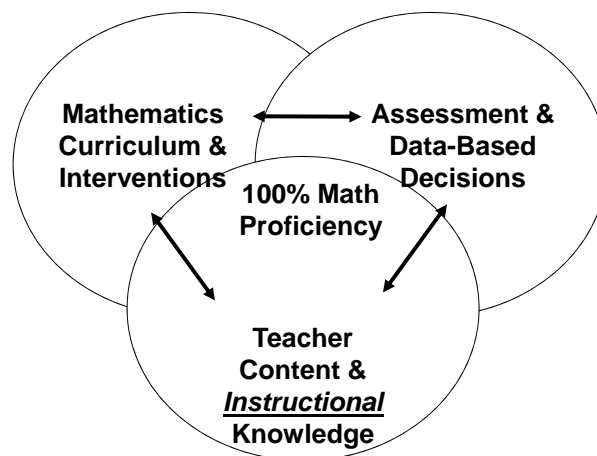 Mathematics
Curriculum &
Interventions
Assessment &
Data-Based
Decisions
100% Math
Proficiency
Teacher
Content &
Instructional
Knowledge